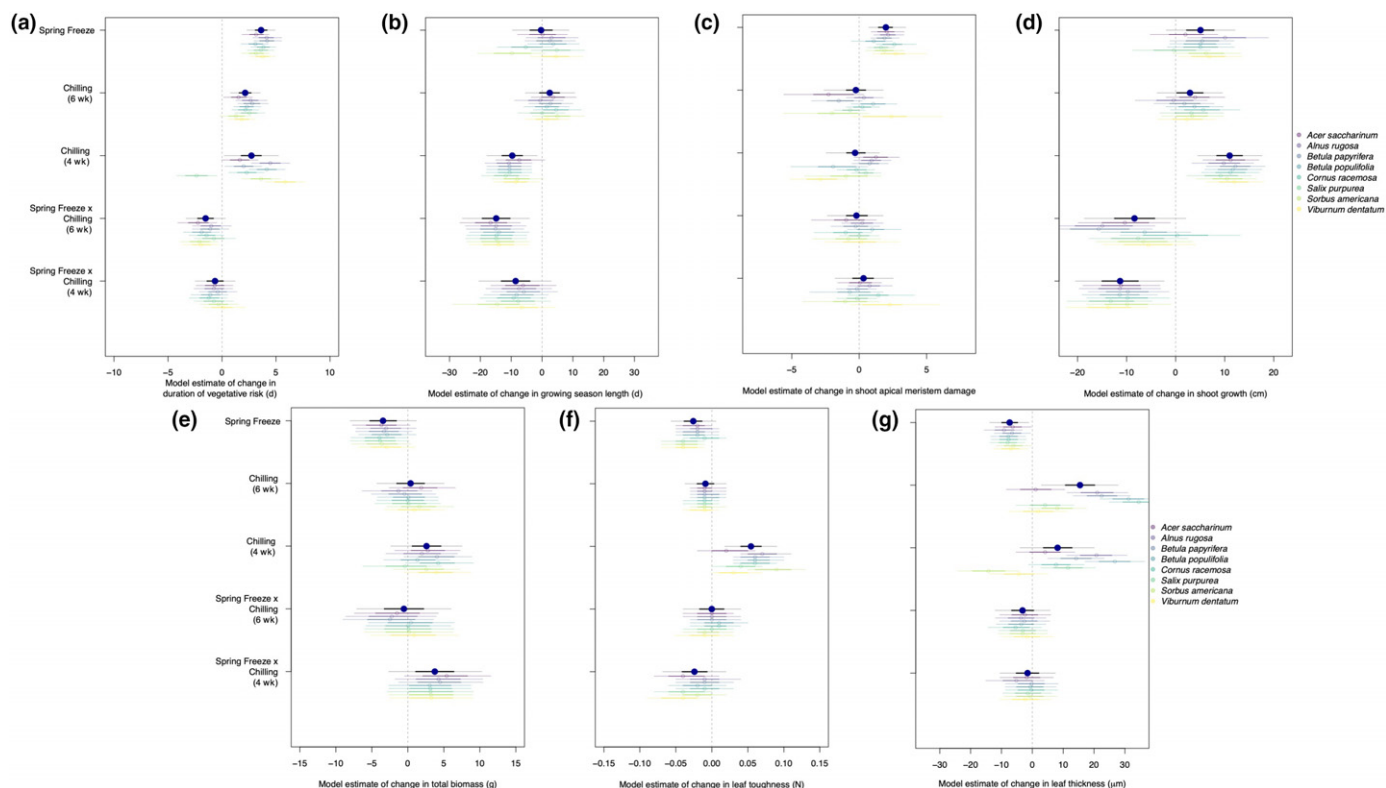 (a)
Spring Freeze
Chilling
(6 wk)
Chilling
(4 wk)
Spring Freeze x
Chilling
(6 wk)
Spring Freeze x
Chilling
(4 wk)
−10 −5 0 5 10
Model estimate of change in
duration of vegetative risk (d)
(b)
−30 −20 −10 0 10 20 30
Model estimate of change in growing season length (d)
(c)
−5 0 5
Model estimate of change in shoot apical meristem damage
(d)
−20 −10 0 10 20
Model estimate of change in shoot growth (cm)
Acer saccharinum
Alnus rugosa
Betula papyrifera
Betula populifolia
Cornus racemosa
Salix purpurea
Sorbus americana
Viburnum dentatum
(e)
Spring Freeze
Chilling
(6 wk)
Chilling
(4 wk)
Spring Freeze x
Chilling
(6 wk)
Spring Freeze x
Chilling
(4 wk)
−15 −10 −5 0 5 10 15
Model estimate of change in total biomass (g)
(f)
−0.15 −0.10 −0.05 0.00 0.05 0.10 0.15
Model estimate of change in leaf toughness (N)
(g)
−30 −20 −10 0 10 20 30
Model estimate of change in leaf thickness (μm)
Acer saccharinum
Alnus rugosa
Betula papyrifera
Betula populifolia
Cornus racemosa
Salix purpurea
Sorbus americana
Viburnum dentatum